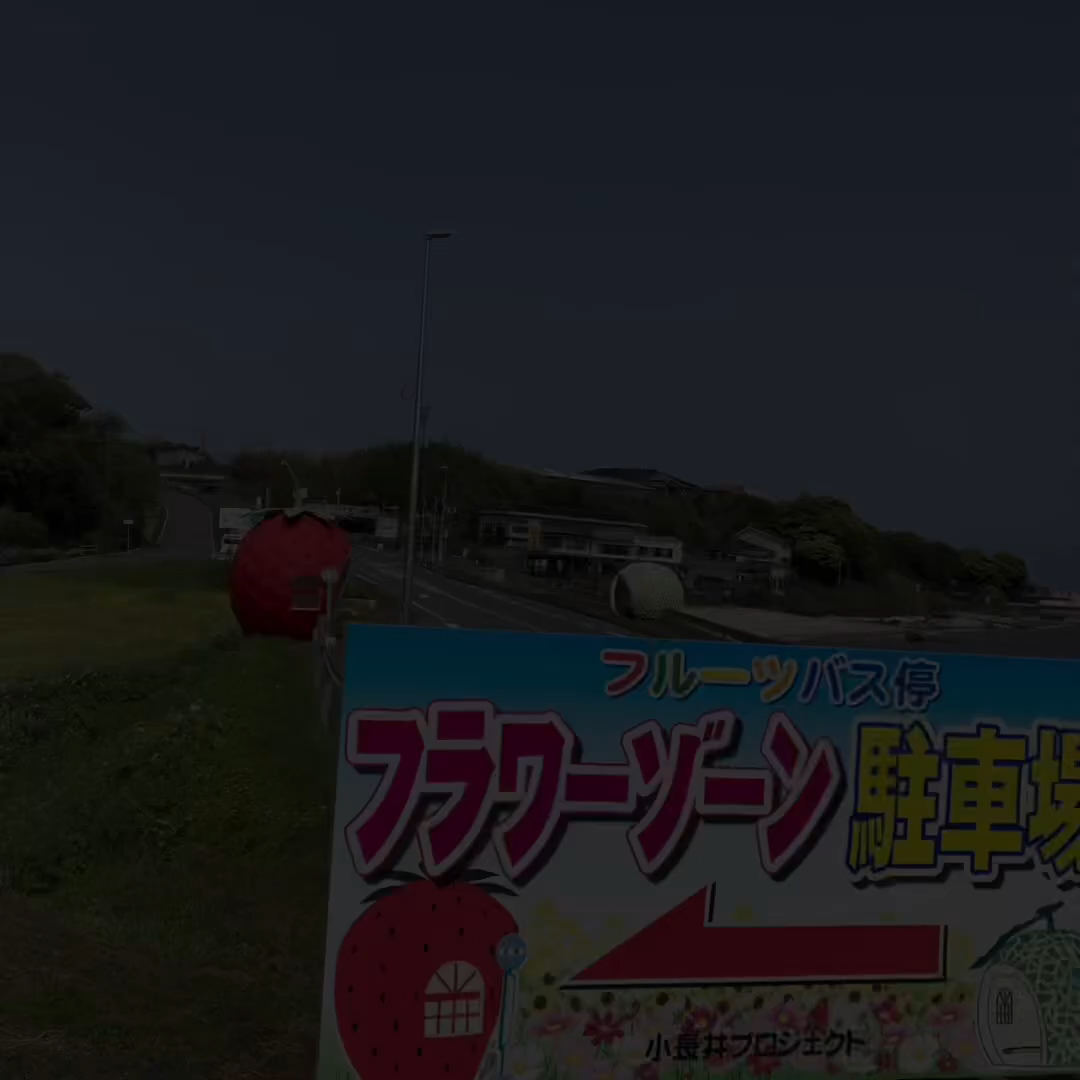 フルーツバス停
フラワーゾーン 駐車場
小長井プロジェクト